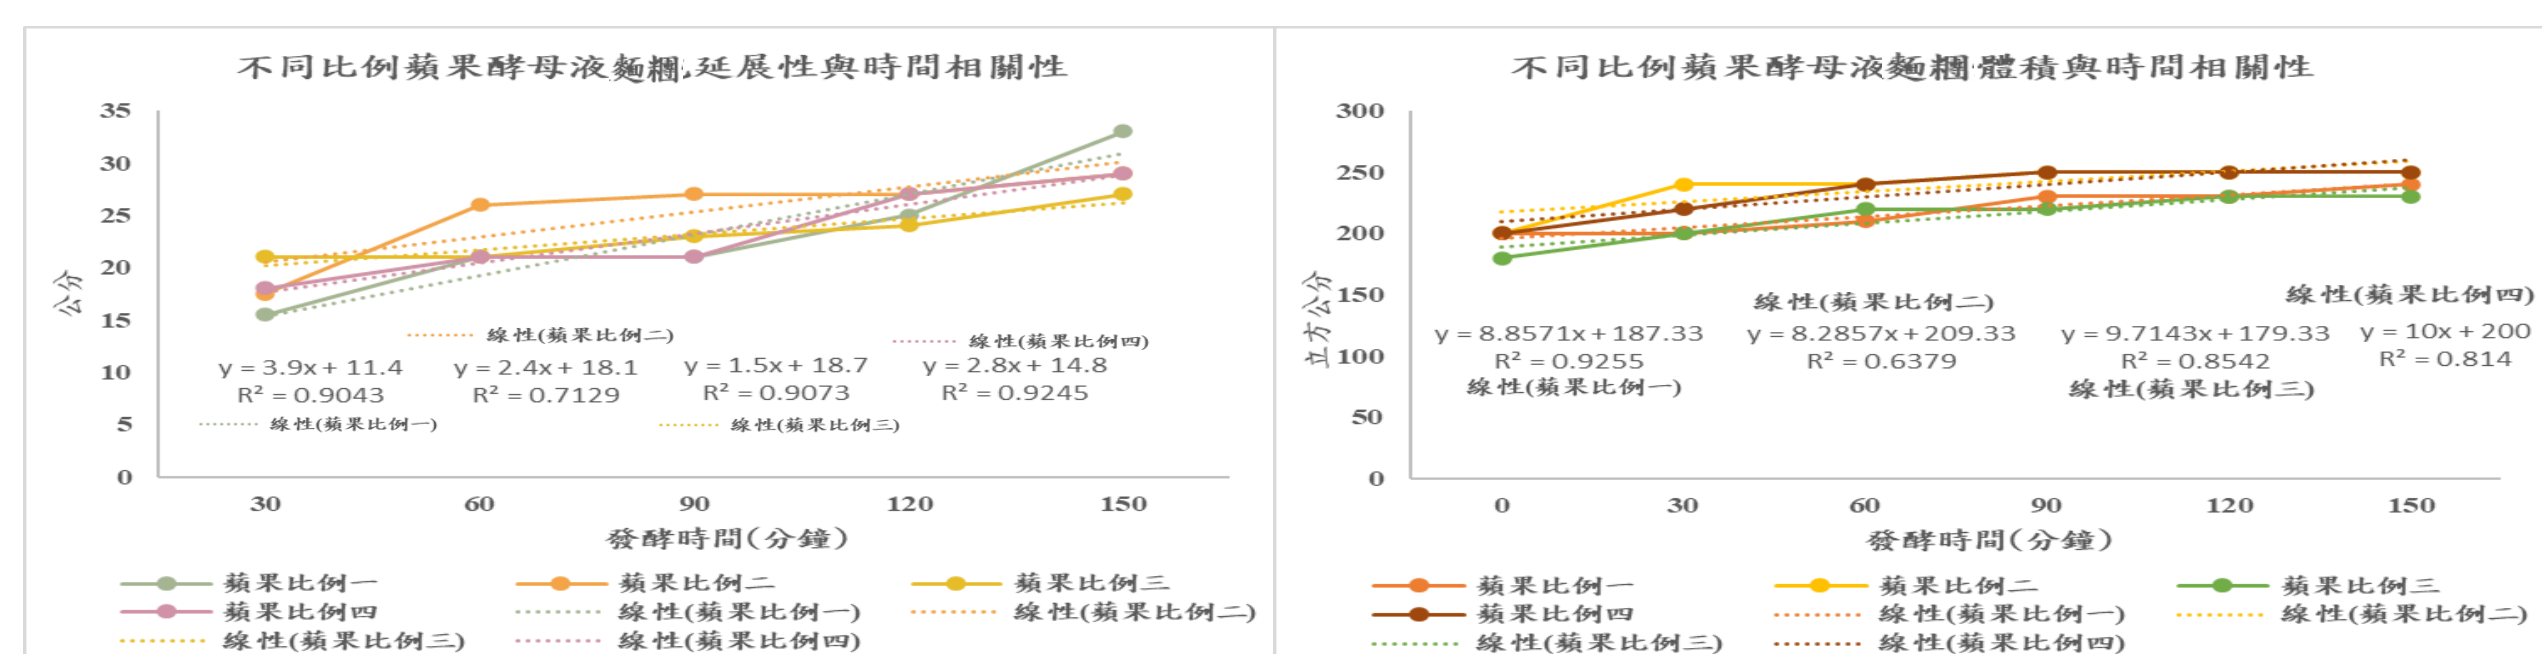 不同比例蘋果酵母液麵糰延展性與時間相關性
35
30
25
20
15
10
5
0
公分
線性(蘋果比例二)
線性(蘋果比例四)
y = 3.9x + 11.4
R² = 0.9043
y = 2.4x + 18.1
R² = 0.7129
y = 1.5x + 18.7
R² = 0.9073
y = 2.8x + 14.8
R² = 0.9245
線性(蘋果比例一)
線性(蘋果比例三)
30 60 90 120 150
發酵時間(分鐘)
蘋果比例一 蘋果比例二 蘋果比例三
蘋果比例四 線性(蘋果比例一) 線性(蘋果比例二)
線性(蘋果比例三) 線性(蘋果比例四)
不同比例蘋果酵母液麵糰體積與時間相關性
300
250
200
150
100
50
0
立方公分
線性(蘋果比例二)
線性(蘋果比例四)
y = 8.8571x + 187.33
R² = 0.9255
y = 8.2857x + 209.33
R² = 0.6379
y = 9.7143x + 179.33
R² = 0.8542
y = 10x + 200
R² = 0.814
線性(蘋果比例一)
線性(蘋果比例三)
0 30 60 90 120 150
發酵時間(分鐘)
蘋果比例一 蘋果比例二 蘋果比例三
蘋果比例四 線性(蘋果比例一) 線性(蘋果比例二)
線性(蘋果比例三) 線性(蘋果比例四)